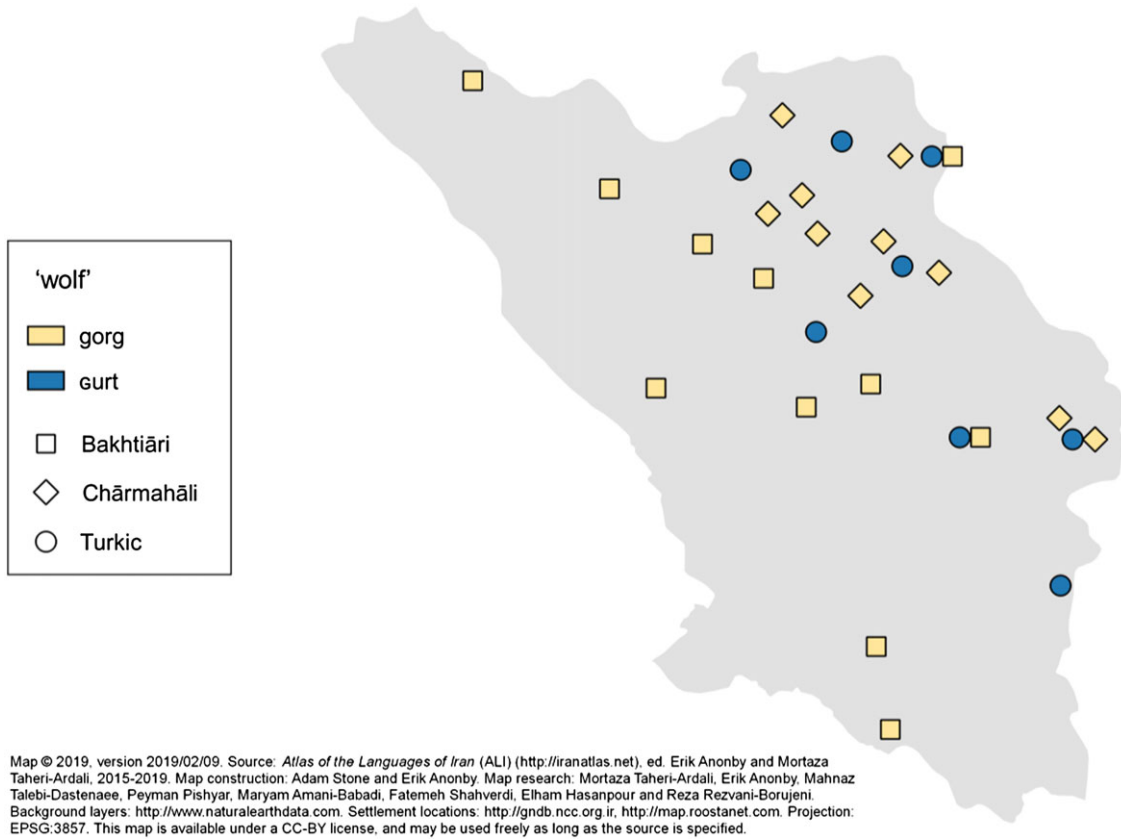 ‘wolf’
gorg
ɢurt
Bakhtiāri
Chārmahāli
Turkic
Map © 2019, version 2019/02/09. Source: Atlas of the Languages of Iran (ALI) (http://iranatlas.net), ed. Erik Anonby and Mortaza
Taheri-Ardali, 2015-2019. Map construction: Adam Stone and Erik Anonby. Map research: Mortaza Taheri-Ardali, Erik Anonby, Mahnaz
Talebi-Dastenaee, Peyman Pishyar, Maryam Amani-Babadi, Fatemeh Shahverdi, Elham Hasanpour and Reza Rezvani-Borujeni.
Background layers: http://www.naturalearthdata.com. Settlement locations: http://gndb.ncc.org.ir, http://map.roostanet.com. Projection:
EPSG:3857. This map is available under a CC-BY license, and may be used freely as long as the source is specified.